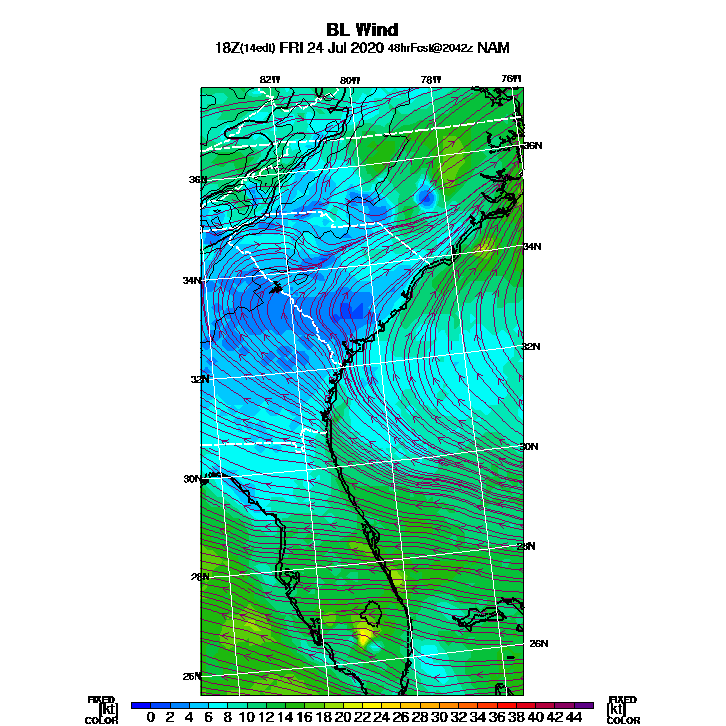 BL Wind
18Z(14edt) FRI 24 Jul 2020 48hrFcst@2042z NAM
82W 80W 78W 76W
36N
36N
34N
34N
32N
32N
30N
30N
28N
28N
26N
26N
FIXED FIXED
[kt] [kt]
COLOR COLOR
0 2 4 6 8 10 12 14 16 18 20 22 24 26 28 30 32 34 36 38 40 42 44